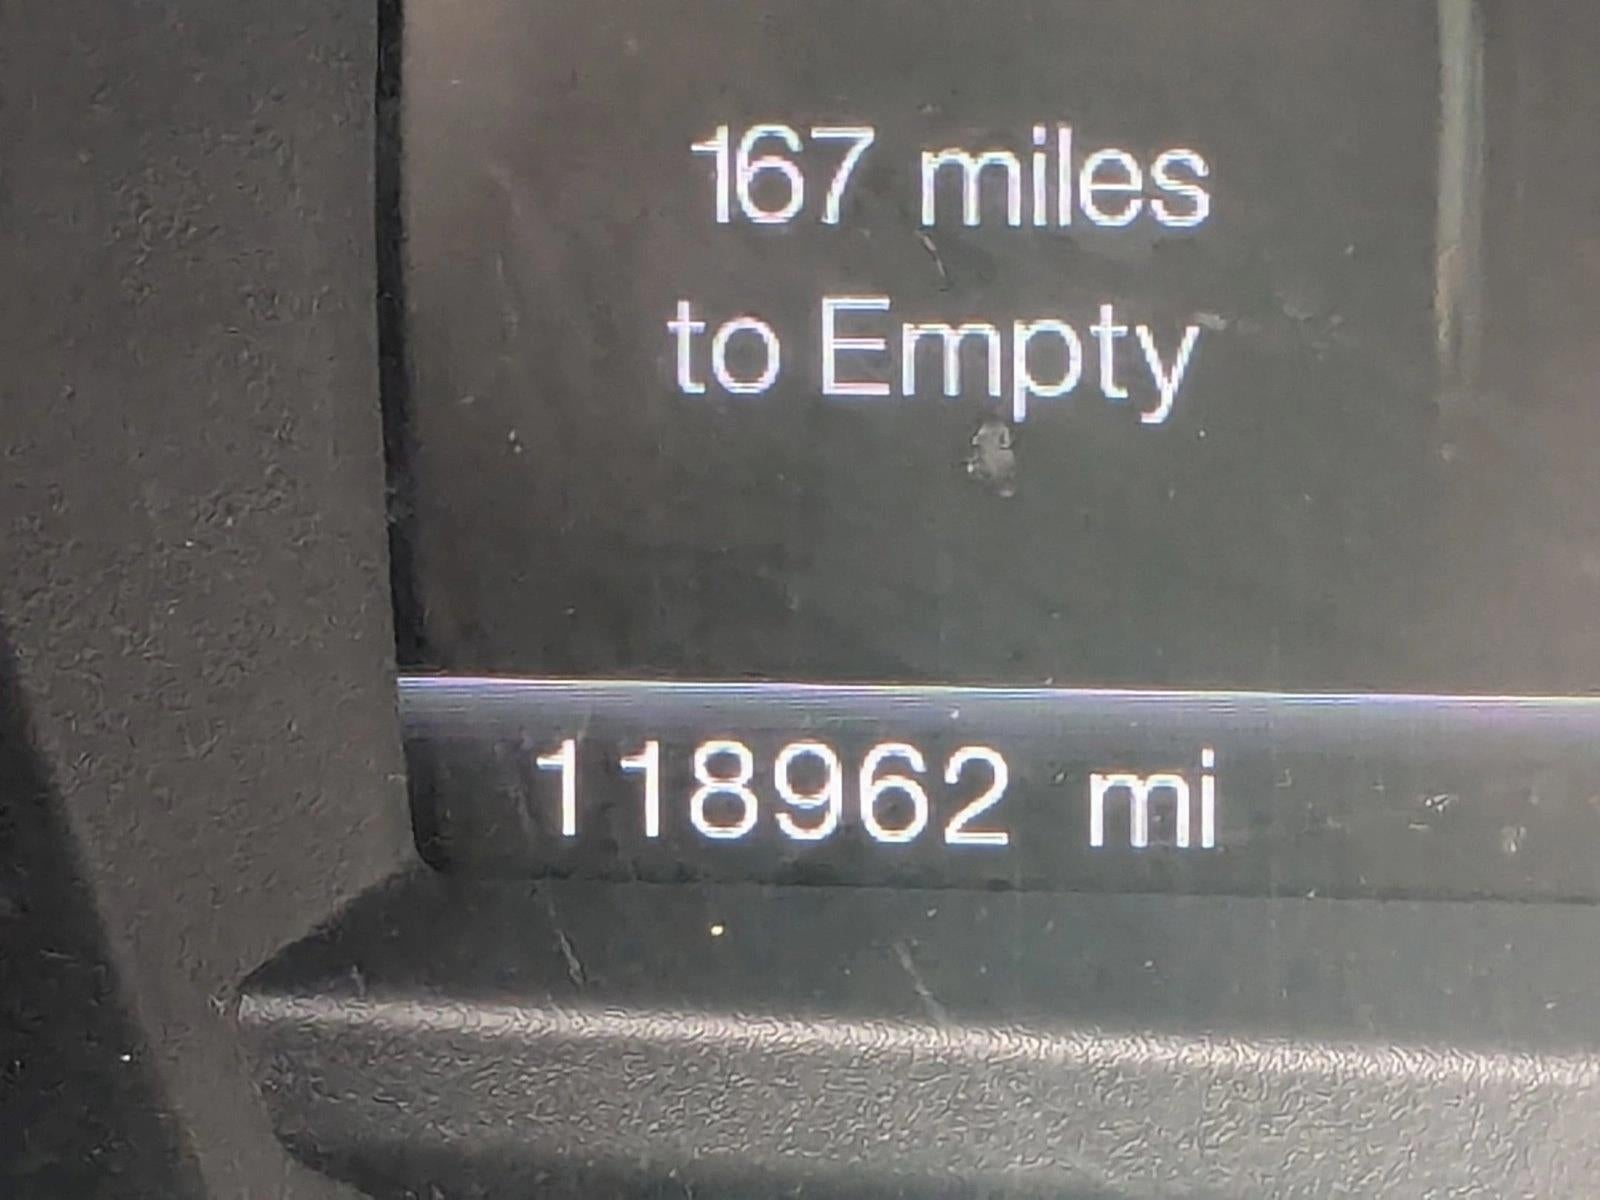 167 miles
to Empty
118962 mi